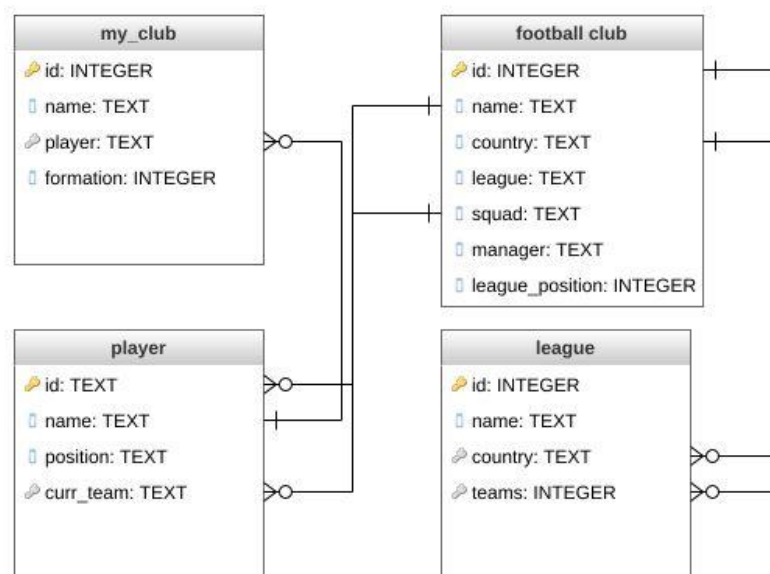 my_club
id: INTEGER
name: TEXT
player: TEXT
formation: INTEGER
football club
id: INTEGER
name: TEXT
country: TEXT
league: TEXT
squad: TEXT
manager: TEXT
league_position: INTEGER
player
id: TEXT
name: TEXT
position: TEXT
curr_team: TEXT
league
id: INTEGER
name: TEXT
country: TEXT
teams: INTEGER